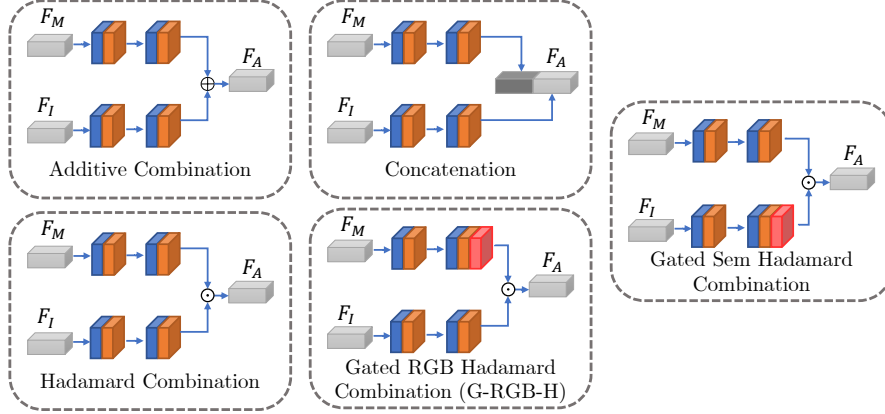 F_M
F_A
F_I
Additive Combination
F_M
F_A
F_I
Concatenation
F_M
F_A
F_I
Hadamard Combination
F_M
F_A
F_I
Gated RGB Hadamard
Combination (G-RGB-H)
F_M
F_A
F_I
Gated Sem Hadamard
Combination